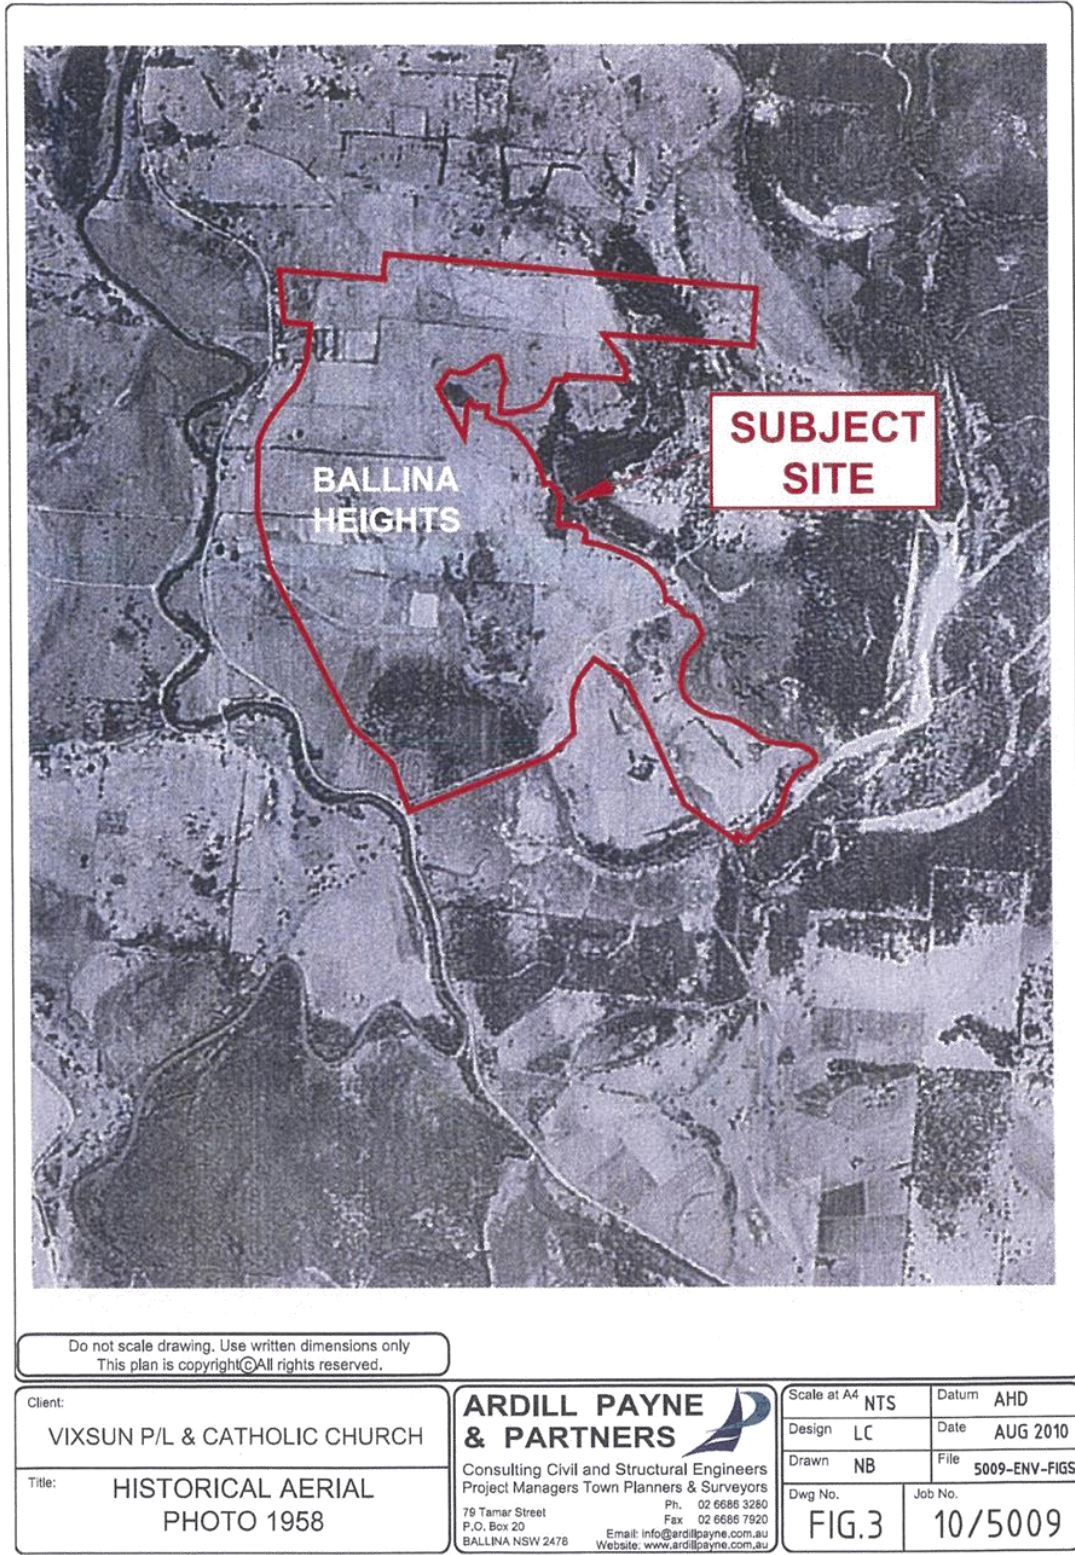 SUBJECT
SITE
BALLINA
HEIGHTS
Do not scale drawing. Use written dimensions only
This plan is copyright©All rights reserved.
Client:
VIXSUN P/L & CATHOLIC CHURCH
Title:
HISTORICAL AERIAL
PHOTO 1958
ARDILL PAYNE
& PARTNERS
Consulting Civil and Structural Engineers
Project Managers Town Planners & Surveyors
79 Tamar Street
P.O. Box 20
BALLINA NSW 2478
Ph. 02 6686 3280
Fax 02 6686 7920
Email: info@ardillpayne.com.au
Website: www.ardillpayne.com.au
Scale at A4 NTS
Datum AHD
Design LC
Date AUG 2010
Drawn NB
File 5009-ENV-FIGS
Dwg No.
FIG.3
Job No.
10/5009